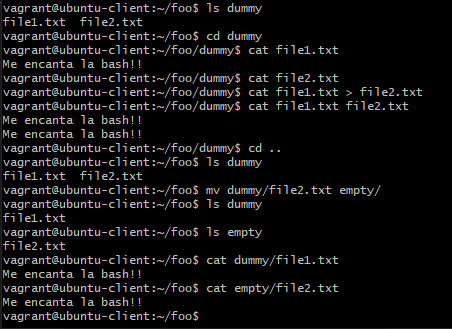 vagrant@ubuntu-client:~/foo$ ls dummy
file1.txt  file2.txt
vagrant@ubuntu-client:~/foo$ cd dummy
vagrant@ubuntu-client:~/foo/dummy$ cat file1.txt
Me encanta la bash!!
vagrant@ubuntu-client:~/foo/dummy$ cat file2.txt
vagrant@ubuntu-client:~/foo/dummy$ cat file1.txt > file2.txt
vagrant@ubuntu-client:~/foo/dummy$ cat file1.txt file2.txt
Me encanta la bash!!
Me encanta la bash!!
vagrant@ubuntu-client:~/foo/dummy$ cd ..
vagrant@ubuntu-client:~/foo$ ls dummy
file1.txt  file2.txt
vagrant@ubuntu-client:~/foo$ mv dummy/file2.txt empty/
vagrant@ubuntu-client:~/foo$ ls dummy
file1.txt
vagrant@ubuntu-client:~/foo$ ls empty
file2.txt
vagrant@ubuntu-client:~/foo$ cat dummy/file1.txt
Me encanta la bash!!
vagrant@ubuntu-client:~/foo$ cat empty/file2.txt
Me encanta la bash!!
vagrant@ubuntu-client:~/foo$